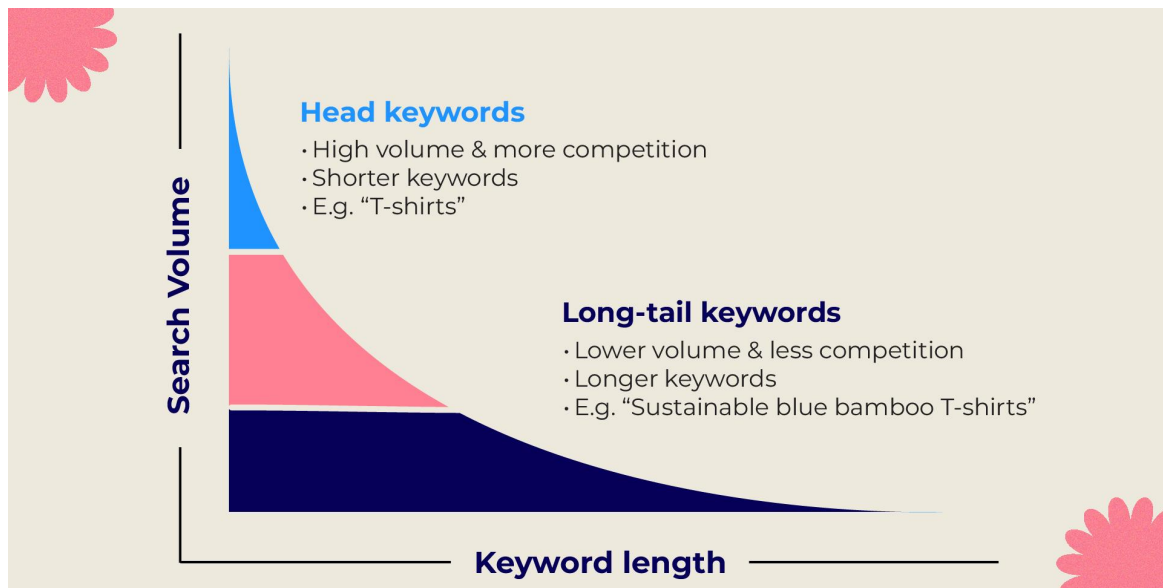 Search Volume
Head keywords
· High volume & more competition
· Shorter keywords
· E.g. “T-shirts”
Long-tail keywords
· Lower volume & less competition
· Longer keywords
· E.g. “Sustainable blue bamboo T-shirts”
Keyword length